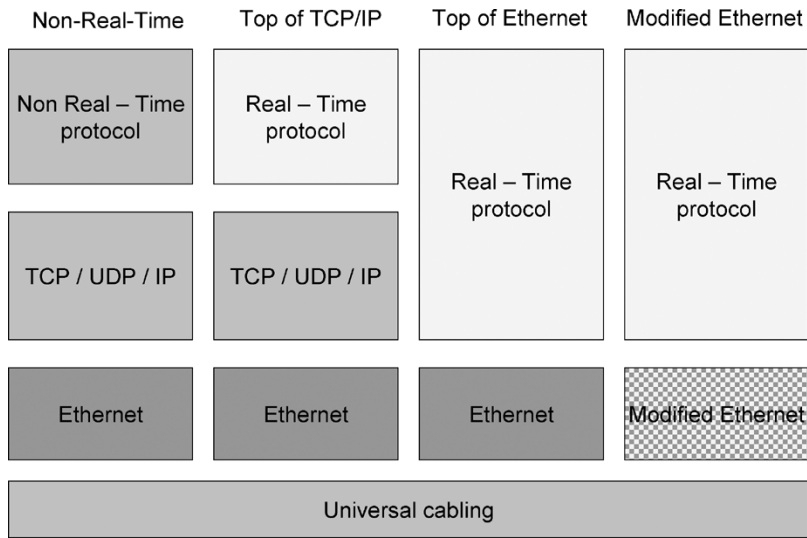 Non-Real-Time
Top of TCP/IP
Top of Ethernet
Modified Ethernet
Non Real – Time
protocol
Real – Time
protocol
Real – Time
protocol
Real – Time
protocol
TCP / UDP / IP
TCP / UDP / IP
Ethernet
Ethernet
Ethernet
Modified Ethernet
Universal cabling